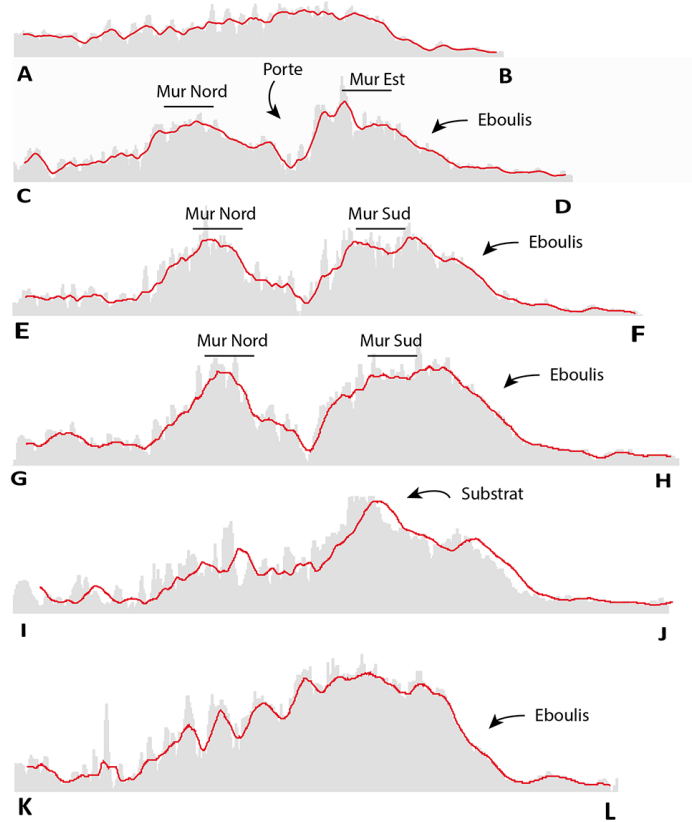 A
B
Mur Nord
Porte
Mur Est
Eboulis
C
D
Mur Nord
Mur Sud
Eboulis
E
F
Mur Nord
Mur Sud
Eboulis
G
H
Substrat
I
J
Eboulis
K
L